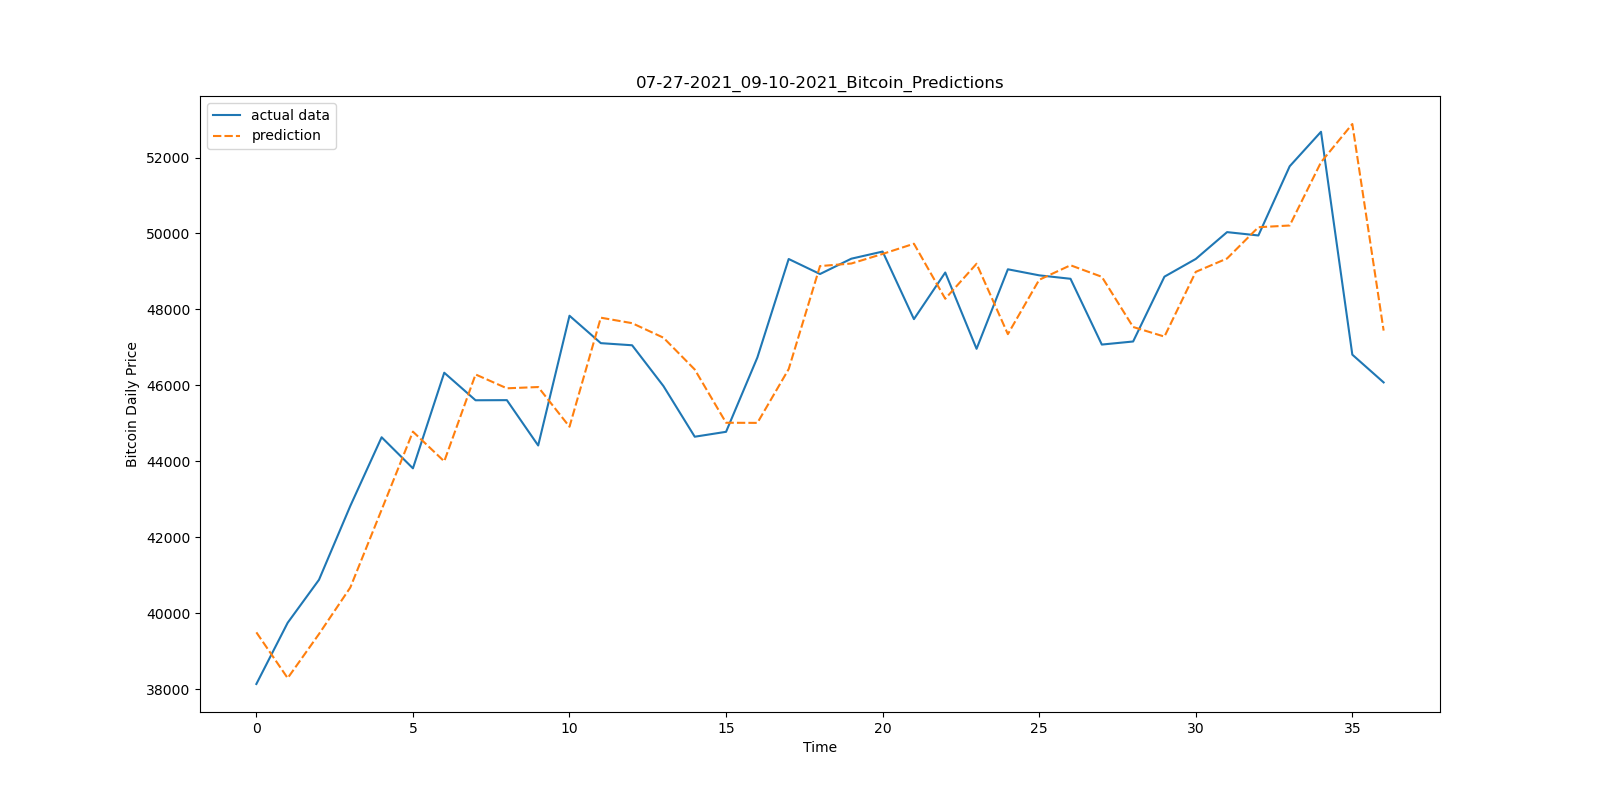 07-27-2021_09-10-2021_Bitcoin_Predictions
actual data
prediction
Bitcoin Daily Price
52000
50000
48000
46000
44000
42000
40000
38000
0 5 10 15 20 25 30 35
Time